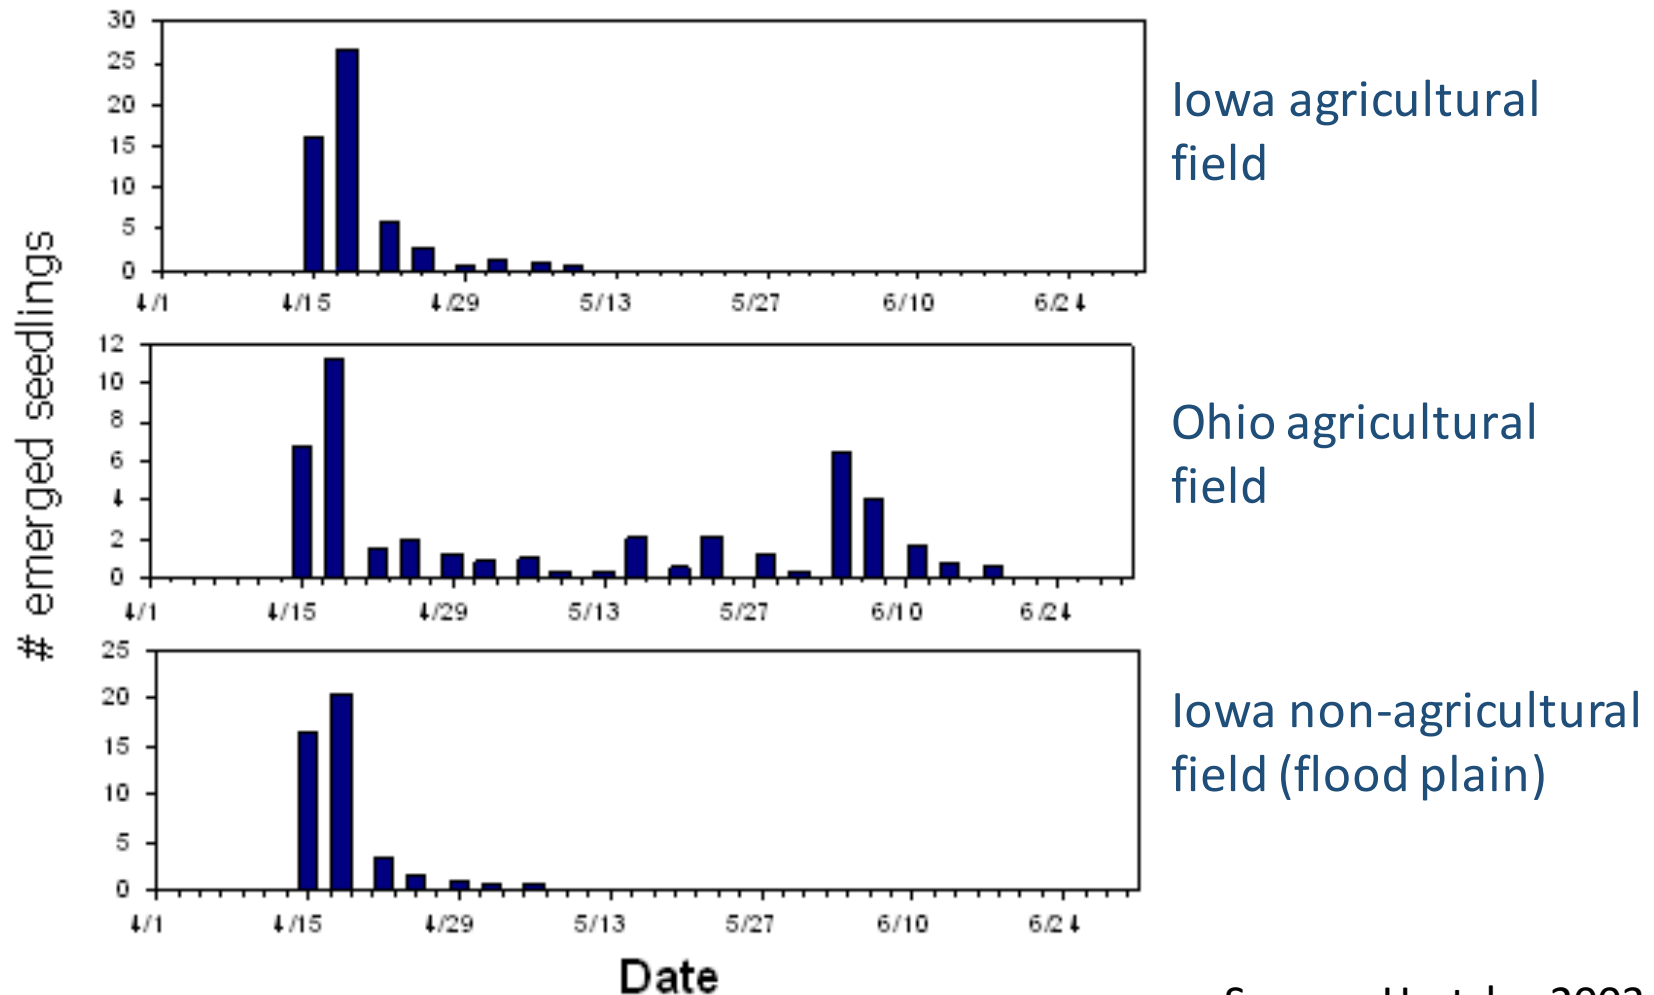 30
25
20
15
10
5
0
4/1 4/15 4/29 5/13 5/27 6/10 6/24
Iowa agricultural
field
# emerged seedlings
12
10
8
6
4
2
0
4/1 4/15 4/29 5/13 5/27 6/10 6/24
Ohio agricultural
field
25
20
15
10
5
0
4/1 4/15 4/29 5/13 5/27 6/10 6/24
Iowa non-agricultural
field (flood plain)
Date